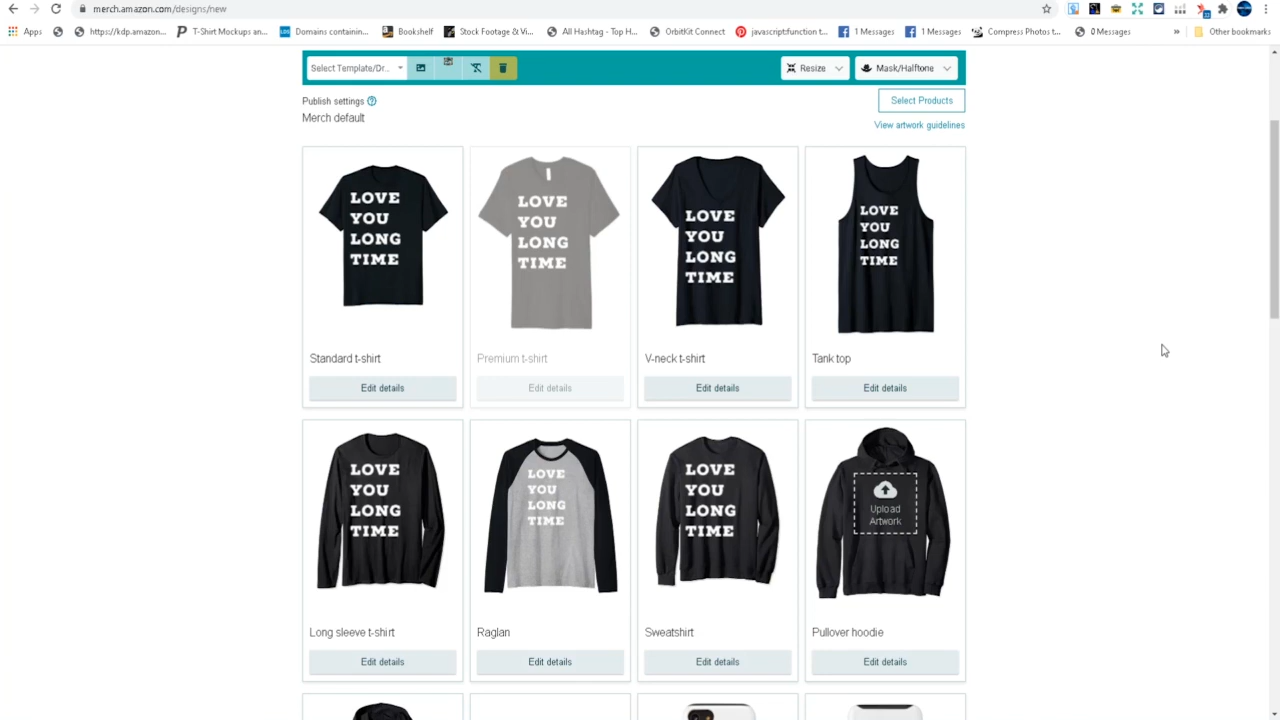 merch.amazon.com/designs/new
Apps
https://kdp.amazon...
T-Shirt Mockups an...
Domains containin...
Bookshelf
Stock Footage & Vi...
All Hashtag - Top H...
OrbitKit Connect
javascript:function t...
1 Messages
1 Messages
Compress Photos t...
0 Messages
»
Other bookmarks
Select Template/Dr...
Resize
Mask/Halftone
Publish settings
Select Products
Merch default
View artwork guidelines
LOVE
YOU
LONG
TIME
LOVE
YOU
LONG
TIME
LOVE
YOU
LONG
TIME
LOVE
YOU
LONG
TIME
Standard t-shirt
Premium t-shirt
V-neck t-shirt
Tank top
Edit details
Edit details
Edit details
Edit details
LOVE
YOU
LONG
TIME
LOVE
YOU
LONG
TIME
LOVE
YOU
LONG
TIME
Upload
Artwork
Long sleeve t-shirt
Raglan
Sweatshirt
Pullover hoodie
Edit details
Edit details
Edit details
Edit details